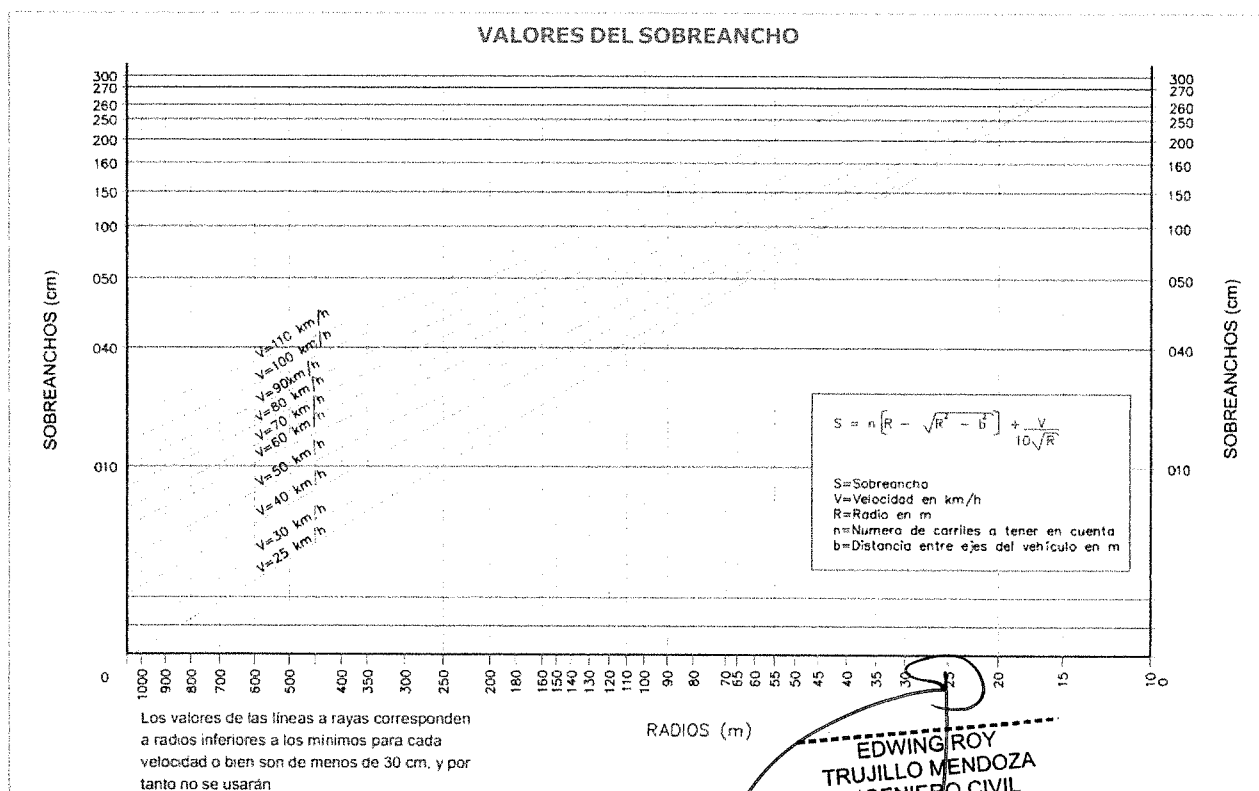 VALORES DEL SOBREANCHO
300
270
260
250
200
160
150
100
050
040
010
0
SOBREANCHOS (cm)
300
270
260
250
200
160
150
100
050
040
010
SOBREANCHOS (cm)
V=110 km/h
V=100 km/h
V=90km/h
V=80 km/h
V=70 km/h
V=60 km/h
V=50 km/h
V=40 km/h
V=30 km/h
V=25 km/h
S = n[R - √R² - b²] + V
10√R
S=Sobreancho
V=Velocidad en km/h
R=Radio en m
n=Numero de carriles a tener en cuenta
b=Distancia entre ejes del vehículo en m
1000 900 800 700 600 500 400 350 300 250 200 180 160 150 140 130 120 110 100 90 80 70 65 60 55 50 45 40 35 30 25 20 15 10 0
RADIOS (m)
Los valores de las líneas a rayas corresponden
a radios inferiores a los mínimos para cada
velocidad o bien son de menos de 30 cm, y por
tanto no se usarán
EDWING ROY
TRUJILLO MENDOZA
INGENIERO CIVIL